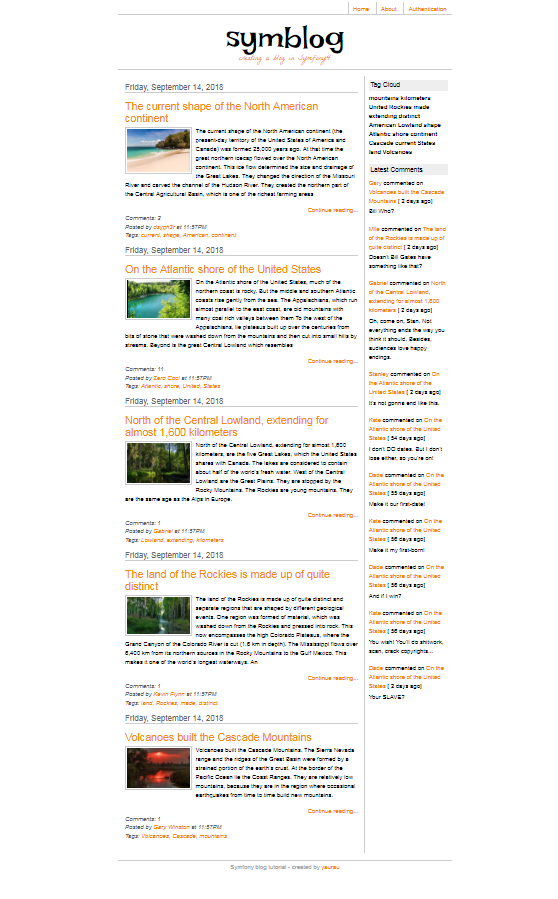 Home About Authentication
symblog
creating a blog in Symfony4
Friday, September 14, 2018
The current shape of the North American
continent
The current shape of the North American continent (the
present-day territory of the United States of America and
Canada) was formed 25,000 years ago. At that time the
great northern icecap flowed over the North American
continent. This ice flow determined the size and drainage of
the Great Lakes. They changed the direction of the Missouri
River and carved the channel of the Hudson River. They created the northern part of
the Central Agricultural Basin, which is one of the richest farming areas
Continue reading...
Comments: 2
Posted by dayph3r at 11:57PM
Tags: current, shape, American, continent
Friday, September 14, 2018
On the Atlantic shore of the United States
On the Atlantic shore of the United States, much of the
northern coast is rocky. But the middle and southern Atlantic
coasts rise gently from the sea. The Appalachians, which run
almost parallel to the east coast, are old mountains with
many coal rich valleys between them To the west of the
Appalachians, lie plateaus built up over the centuries from
bits of stone that were washed down from the mountains and then cut into small hills by
streams. Beyond is the great Central Lowland which resembles
Continue reading...
Comments: 11
Posted by Zero Cool at 11:57PM
Tags: Atlantic, shore, United, States
Friday, September 14, 2018
North of the Central Lowland, extending for
almost 1,600 kilometers
North of the Central Lowland, extending for almost 1,600
kilometers, are the five Great Lakes, which the United States
shares with Canada. The lakes are considered to contain
about half of the world's fresh water. West of the Central
Lowland are the Great Plains. They are stopped by the
Rocky Mountains. The Rockies are young mountains. They
are the same age as the Alps in Europe.
Continue reading...
Comments: 1
Posted by Gabriel at 11:57PM
Tags: Lowland, extending, kilometers
Friday, September 14, 2018
The land of the Rockies is made up of quite
distinct
The land of the Rockies is made up of quite distinct and
separate regions that are shaped by different geological
events. One region was formed of material, which was
washed down from the Rockies and pressed into rock. This
now encompasses the high Colorado Plateaus, where the
Grand Canyon of the Colorado River is cut (1.6 km in depth). The Mississippi flows over
6,400 km from its northern sources in the Rocky Mountains to the Gulf Mexico. This
makes it one of the world's longest waterways. An
Continue reading...
Comments: 1
Posted by Kevin Flynn at 11:57PM
Tags: land, Rockies, made, distinct
Friday, September 14, 2018
Volcanoes built the Cascade Mountains
Volcanoes built the Cascade Mountains. The Sierra Nevada
range and the ridges of the Great Basin were formed by a
strained portion of the earth's crust. At the border of the
Pacific Ocean lie the Coast Ranges. They are relatively low
mountains, because they are in the region where occasional
earthquakes from time to time build new mountains.
Continue reading...
Comments: 1
Posted by Gary Winston at 11:57PM
Tags: Volcanoes, Cascade, mountains
Tag Cloud
mountains kilometers
United Rockies made
extending distinct
American Lowland shape
Atlantic shore continent
Cascade current States
land Volcanoes
Latest Comments
Gary commented on
Volcanoes built the Cascade
Mountains [ 2 days ago]
Bill Who?
Mile commented on The land
of the Rockies is made up of
quite distinct [ 2 days ago]
Doesn't Bill Gates have
something like that?
Gabriel commented on North
of the Central Lowland,
extending for almost 1,600
kilometers [ 2 days ago]
Oh, come on, Stan. Not
everything ends the way you
think it should. Besides,
audiences love happy
endings.
Stanley commented on On
the Atlantic shore of the
United States [ 2 days ago]
It's not gonna end like this.
Kate commented on On the
Atlantic shore of the United
States [ 54 days ago]
I don't DO dates. But I don't
lose either, so you're on!
Dade commented on On the
Atlantic shore of the United
States [ 55 days ago]
Make it our first-date!
Kate commented on On the
Atlantic shore of the United
States [ 56 days ago]
Make it my first-born!
Dade commented on On the
Atlantic shore of the United
States [ 56 days ago]
And if I win?
Kate commented on On the
Atlantic shore of the United
States [ 2 days ago]
You wish! You'll do shitwork,
scan, crack copyrights...
Dade commented on On the
Atlantic shore of the United
States [ 2 days ago]
Your SLAVE?
Symfony blog tutorial - created by